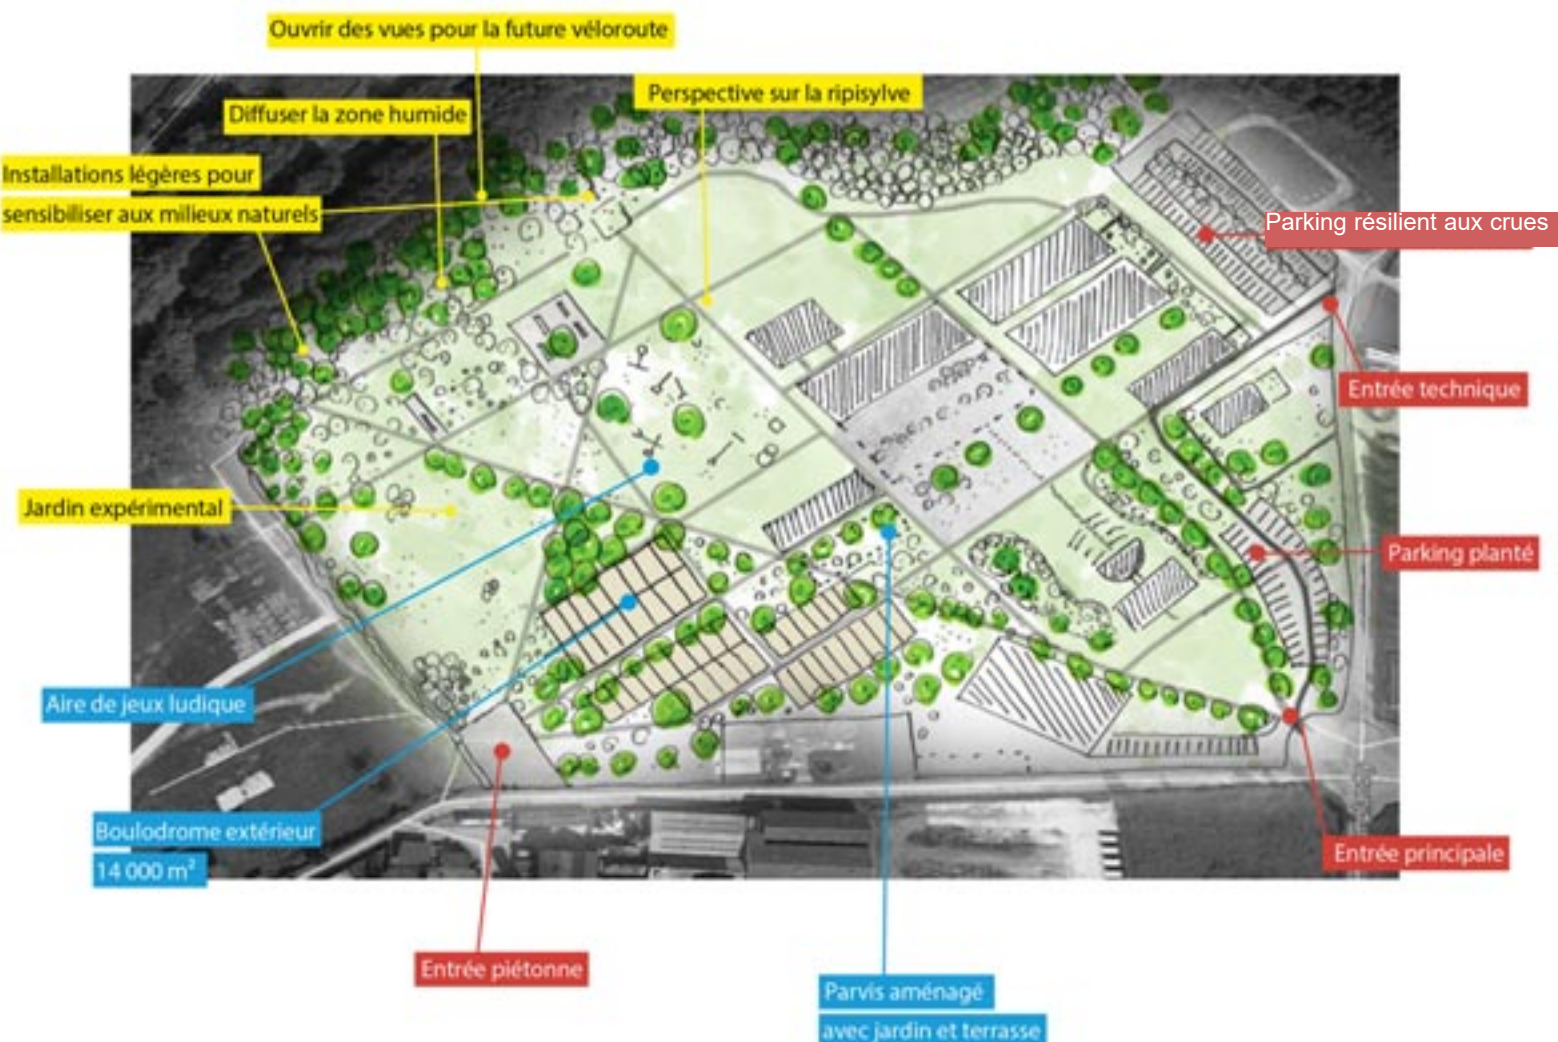 Ouvrir des vues pour la future véloroute
Perspective sur la ripisylve
Diffuser la zone humide
Installations légères pour
sensibiliser aux milieux naturels
Parking résilient aux crues
Entrée technique
Jardin expérimental
Parking planté
Aire de jeux ludique
Boulodrome extérieur
14 000 m²
Entrée principale
Entrée piétonne
Parvis aménagé
avec jardin et terrasse